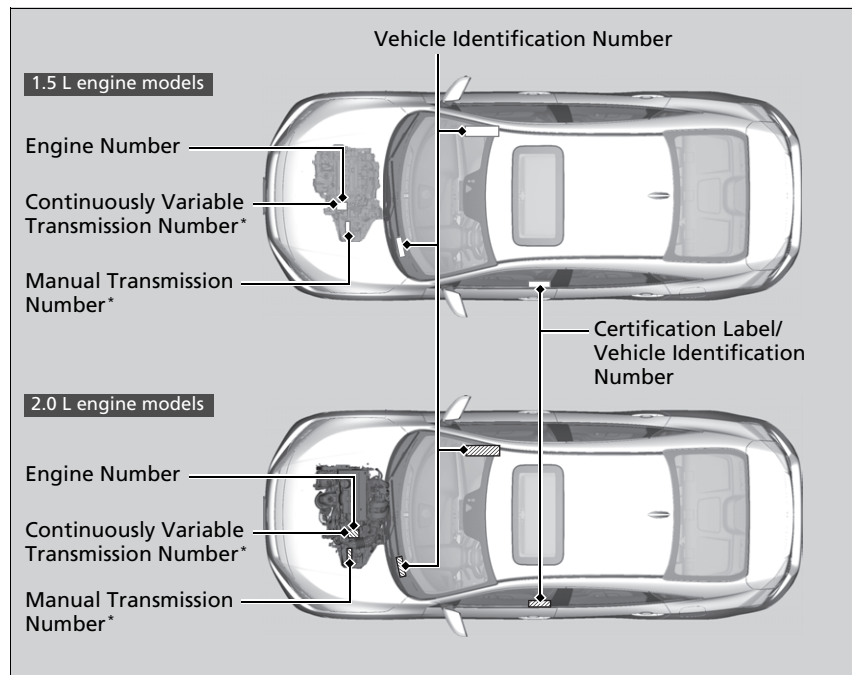 Vehicle Identification Number
1.5 L engine models
Engine Number
Continuously Variable
Transmission Number*
Manual Transmission
Number*
Certification Label/
Vehicle Identification
Number
2.0 L engine models
Engine Number
Continuously Variable
Transmission Number*
Manual Transmission
Number*